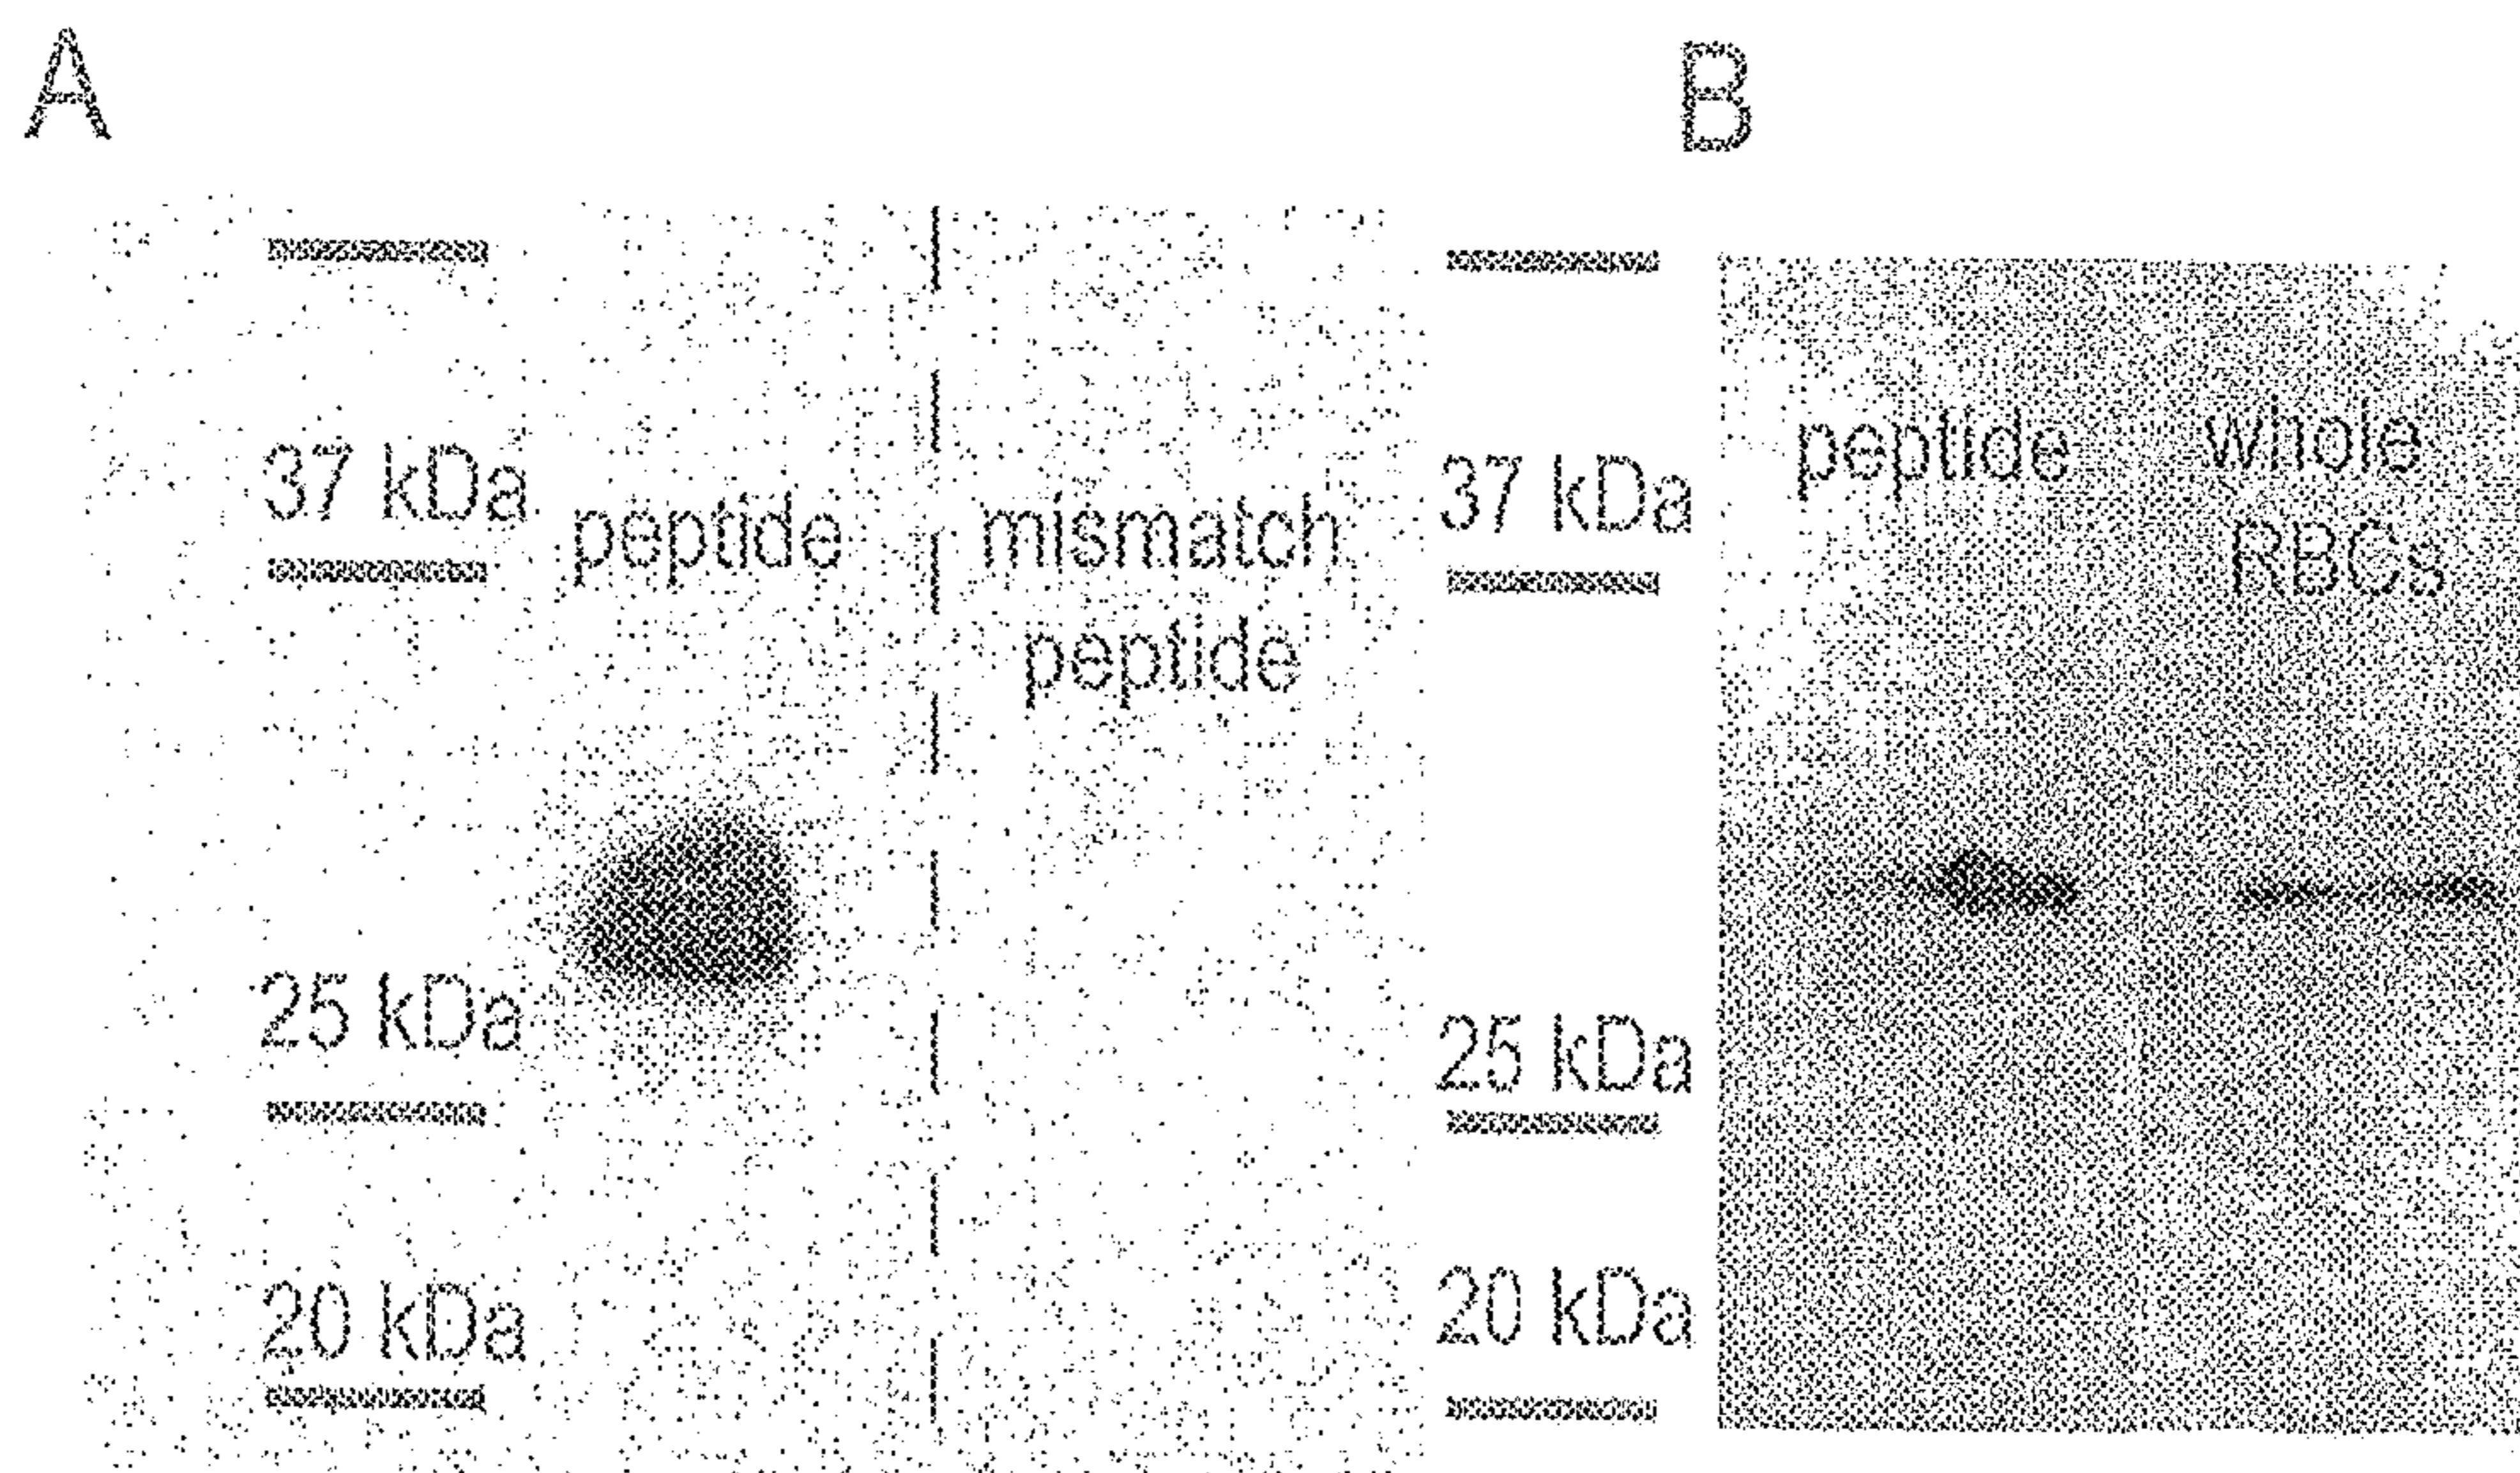 A
37 kDa
peptide
mismatch
peptide
25 kDa
20 kDa
B
37 kDa
peptide
whole
RBCs
25 kDa
20 kDa